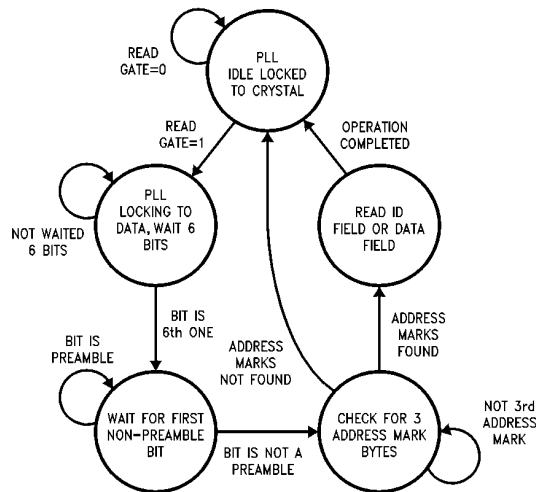 READ
GATE=0
PLL
IDLE LOCKED
TO CRYSTAL
READ
GATE=1
OPERATION
COMPLETED
PLL
LOCKING TO
DATA, WAIT 6
BITS
NOT WAITED
6 BITS
READ ID
FIELD OR DATA
FIELD
BIT IS
6th ONE
BIT IS
PREAMBLE
ADDRESS
MARKS
NOT FOUND
ADDRESS
MARKS
FOUND
WAIT FOR FIRST
NON-PREAMBLE
BIT
BIT IS NOT A
PREAMBLE
CHECK FOR 3
ADDRESS MARK
BYTES
NOT 3rd
ADDRESS
MARK